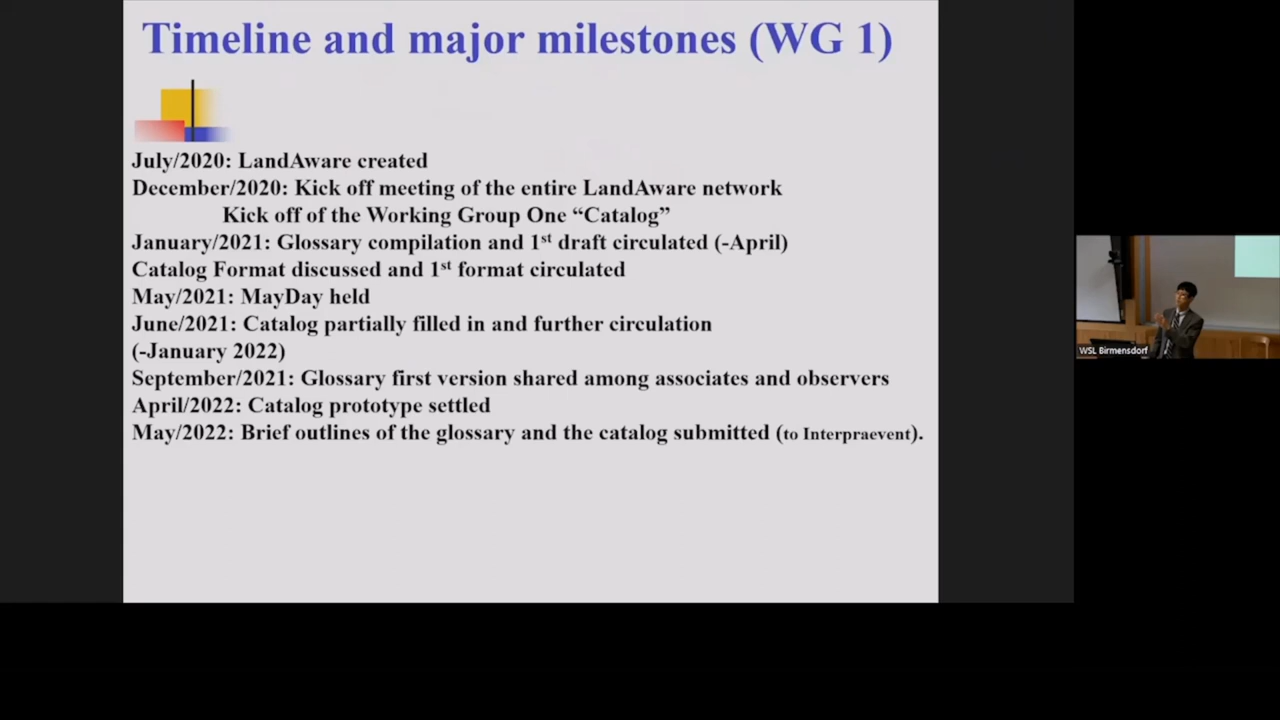 Timeline and major milestones (WG 1)
July/2020: LandAware created
December/2020: Kick off meeting of the entire LandAware network
Kick off of the Working Group One “Catalog”
January/2021: Glossary compilation and 1st draft circulated (-April)
Catalog Format discussed and 1st format circulated
May/2021: MayDay held
June/2021: Catalog partially filled in and further circulation
(-January 2022)
September/2021: Glossary first version shared among associates and observers
April/2022: Catalog prototype settled
May/2022: Brief outlines of the glossary and the catalog submitted (to Interpraevent).
WSL Birmensdorf